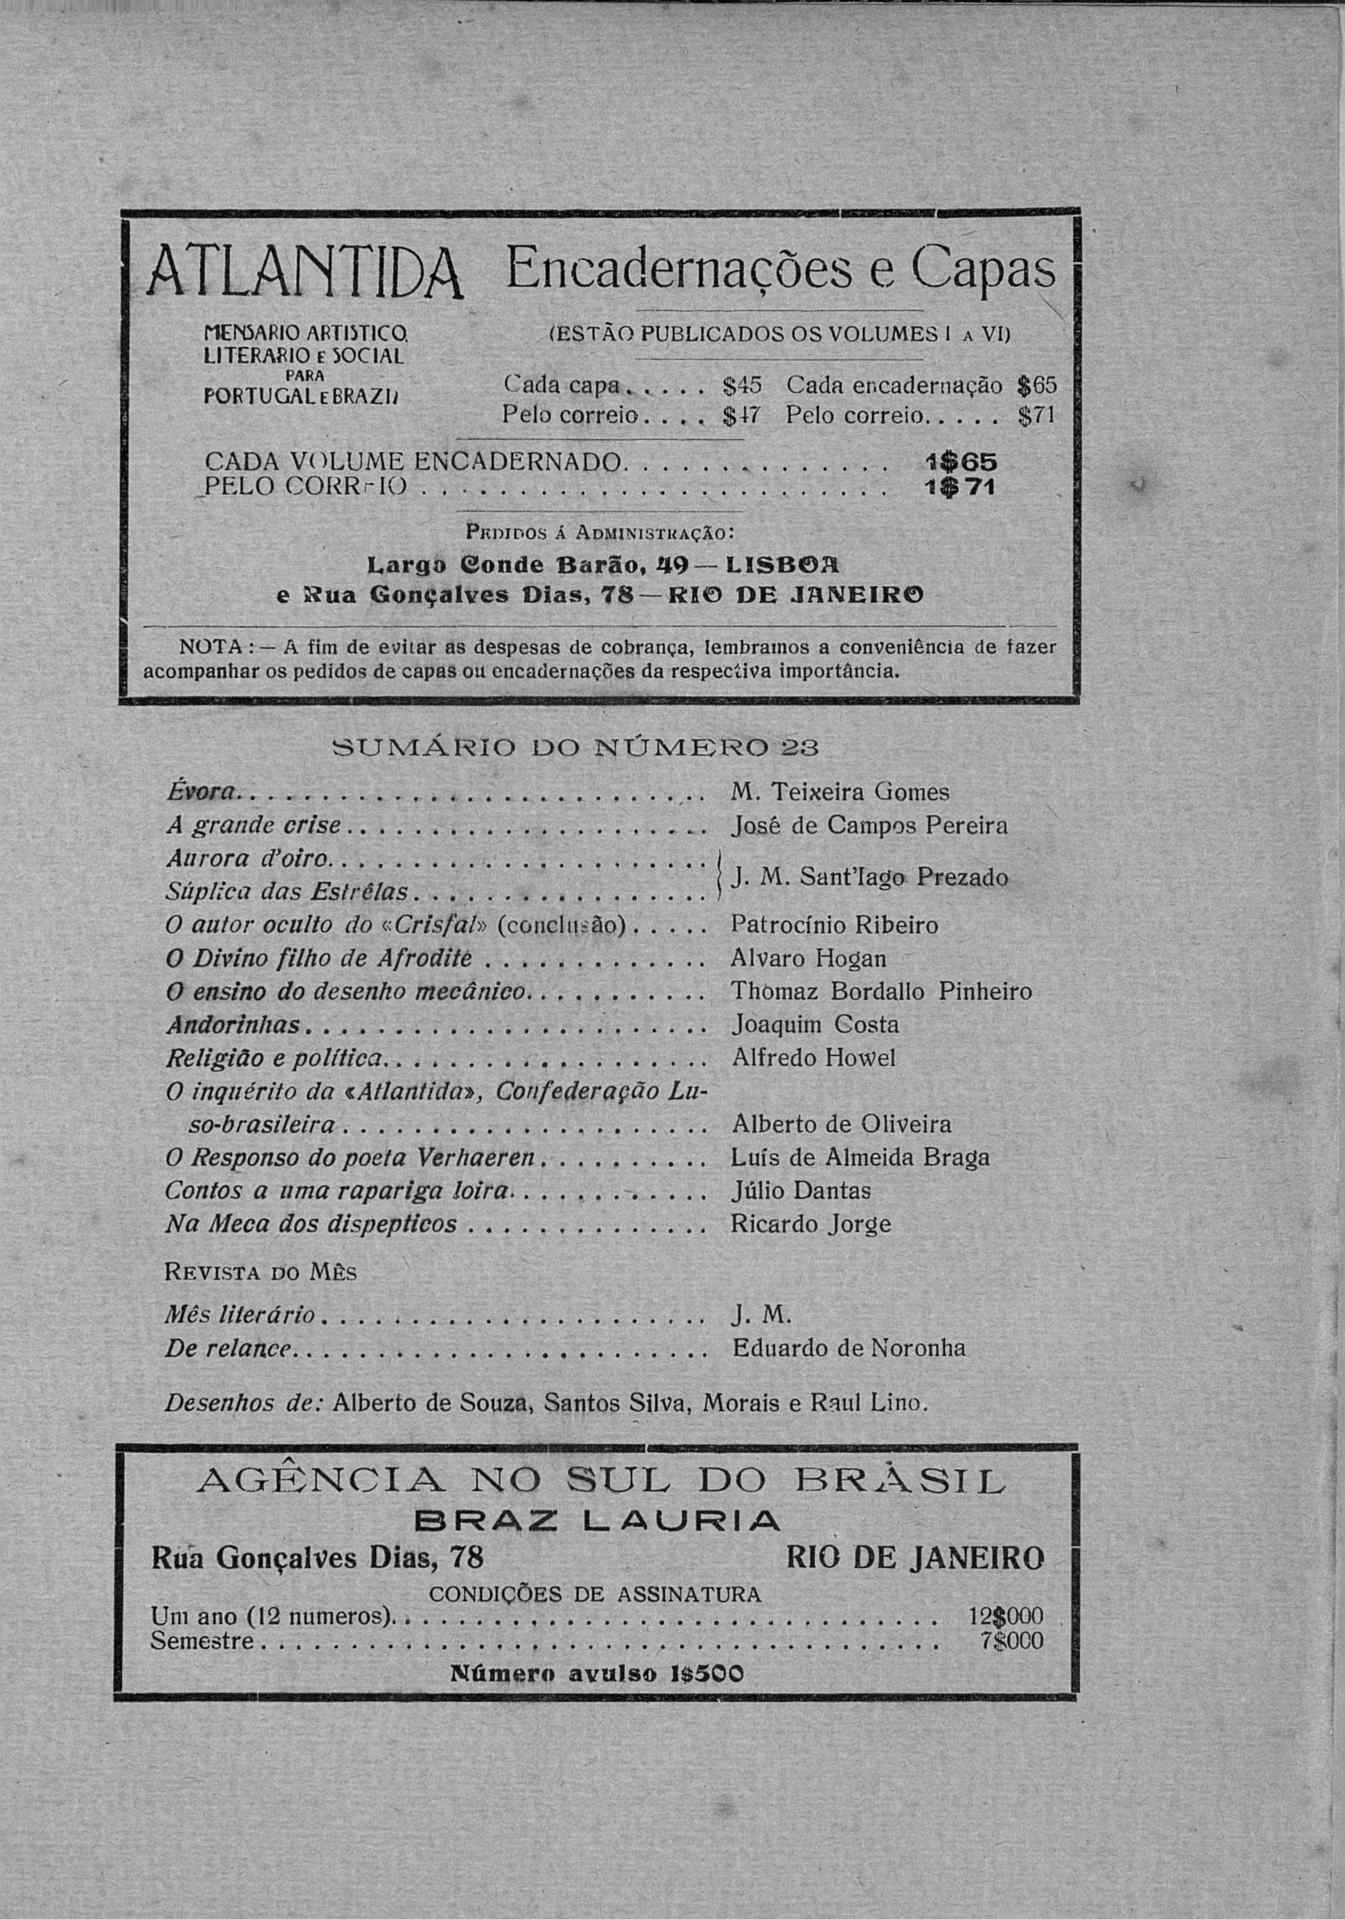 ATLANTIDA
MENSARIO ARTISTICO,
LITERARIO E SOCIAL
PARA
PORTUGAL E BRAZIL
Encadernações e Capas
(ESTÃO PUBLICADOS OS VOLUMES I A VI)
Cada capa..... $45 Cada encadernação $65
Pelo correio.... $47 Pelo correio..... $71
CADA VOLUME ENCADERNADO.............. 1$65
PELO CORREIO ........................ 1$71
PEDIDOS Á ADMINISTRAÇÃO:
Largo Conde Barão, 49 — LISBOA
e Rua Gonçalves Dias, 78 — RIO DE JANEIRO
NOTA: — A fim de evitar as despesas de cobrança, lembramos a conveniência de fazer
acompanhar os pedidos de capas ou encadernações da respectiva importância.
SUMÁRIO DO NÚMERO 23
Évora........................... M. Teixeira Gomes
A grande crise..................... José de Campos Pereira
Aurora d'oiro......................
Súplica das Estrêlas................. } J. M. Sant'Iago Prezado
O autor oculto do «Crisfal» (conclusão)..... Patrocínio Ribeiro
O Divino filho de Afrodite ............. Alvaro Hogan
O ensino do desenho mecânico........... Thomaz Bordallo Pinheiro
Andorinhas....................... Joaquim Costa
Religião e política................... Alfredo Howel
O inquérito da «Atlantida», Confederação Lu-
so-brasileira ..................... Alberto de Oliveira
O Responso do poeta Verhaeren.......... Luís de Almeida Braga
Contos a uma rapariga loira............ Júlio Dantas
Na Meca dos dispepticos .............. Ricardo Jorge
REVISTA DO MÊS
Mês literário...................... J. M.
De relance........................ Eduardo de Noronha
Desenhos de: Alberto de Souza, Santos Silva, Morais e Raul Lino.
AGÊNCIA NO SUL DO BRÀSIL
BRAZ LAURIA
Rua Gonçalves Dias, 78 RIO DE JANEIRO
CONDIÇÕES DE ASSINATURA
Um ano (12 numeros)............................... 12$000
Semestre...................................... 7$000
Número avulso 1$500